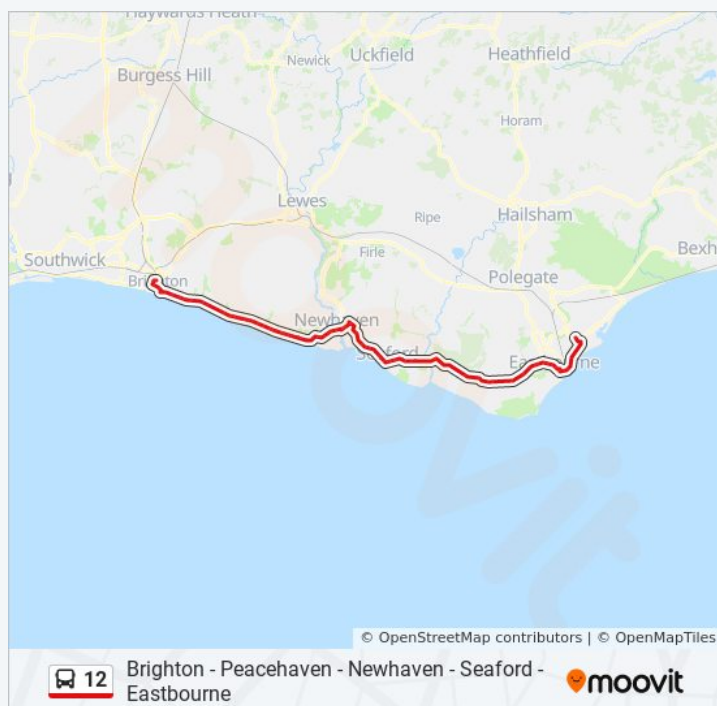 Haywards Heath
Uckfield
Heathfield
Newick
Burgess Hill
Horam
Lewes
Ripe
Hailsham
Southwick
Firle
Bexh
Brighton
Polegate
Newhaven
Seaford
Eastbourne
moovit
© OpenStreetMap contributors | © OpenMapTiles
12
Brighton - Peacehaven - Newhaven - Seaford -
Eastbourne
moovit